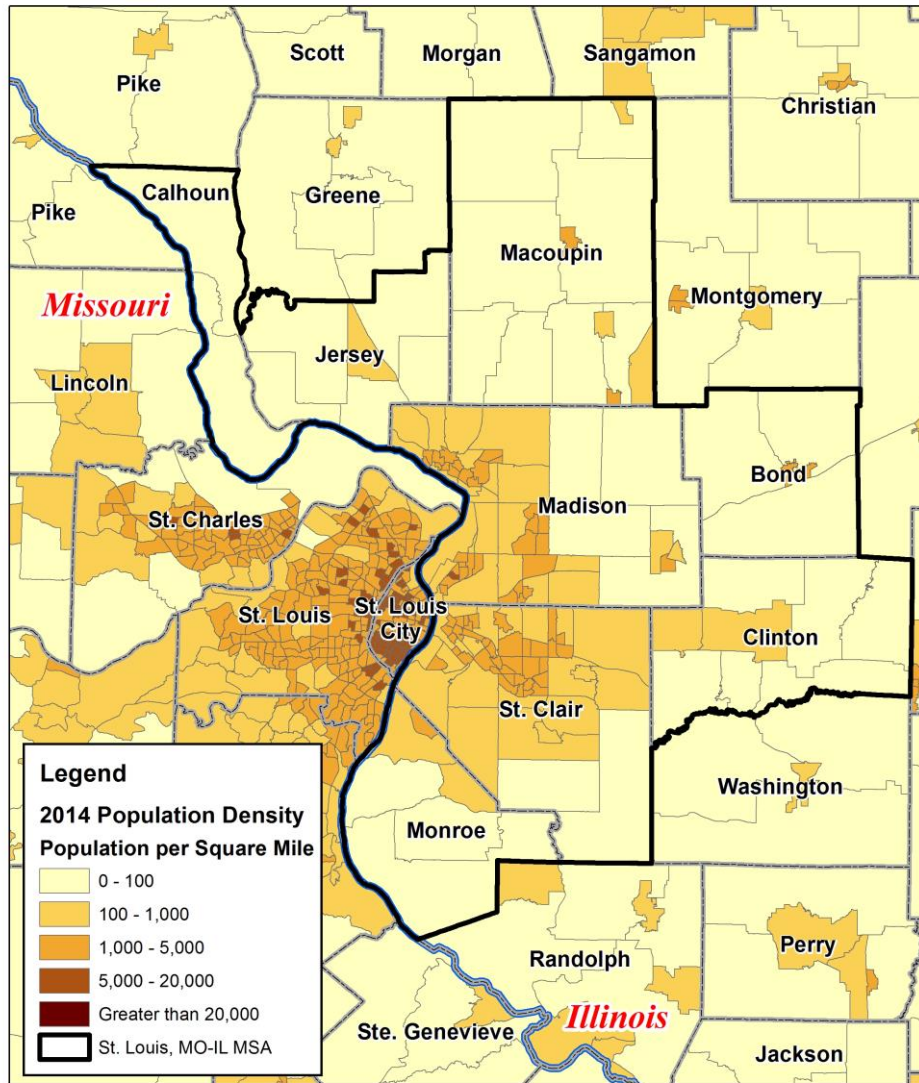 Scott
Morgan
Sangamon
Pike
Christian
Calhoun
Greene
Pike
Macoupin
Montgomery
Missouri
Jersey
Lincoln
Bond
Madison
St. Charles
St. Louis
St. Louis
City
Clinton
St. Clair
Washington
Monroe
Perry
Randolph
Ste. Genevieve
Illinois
Jackson
Legend
2014 Population Density
Population per Square Mile
0 - 100
100 - 1,000
1,000 - 5,000
5,000 - 20,000
Greater than 20,000
St. Louis, MO-IL MSA